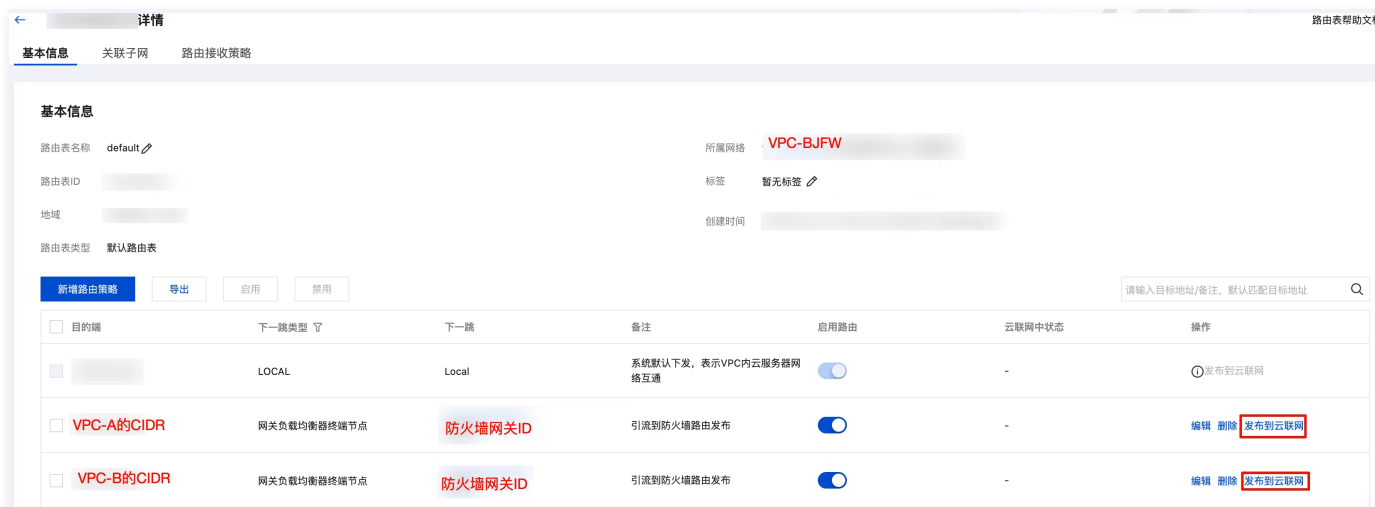 详情
路由表帮助文档
基本信息 关联子网 路由接收策略
基本信息
路由表名称 default 所属网络 VPC-BJFW
路由表ID 标签 暂无标签
地域 创建时间
路由表类型 默认路由表
新增路由策略 导出 启用 禁用 请输入目标地址/备注,默认匹配目标地址
目的端 下一跳类型 下一跳 备注 启用路由 云联网中状态 操作
LOCAL Local 系统默认下发,表示VPC内云服务器网
络互通 - 发布到云联网
VPC-A的CIDR 网关负载均衡器终端节点 防火墙网关ID 引流到防火墙路由发布 - 编辑 删除 发布到云联网
VPC-B的CIDR 网关负载均衡器终端节点 防火墙网关ID 引流到防火墙路由发布 - 编辑 删除 发布到云联网